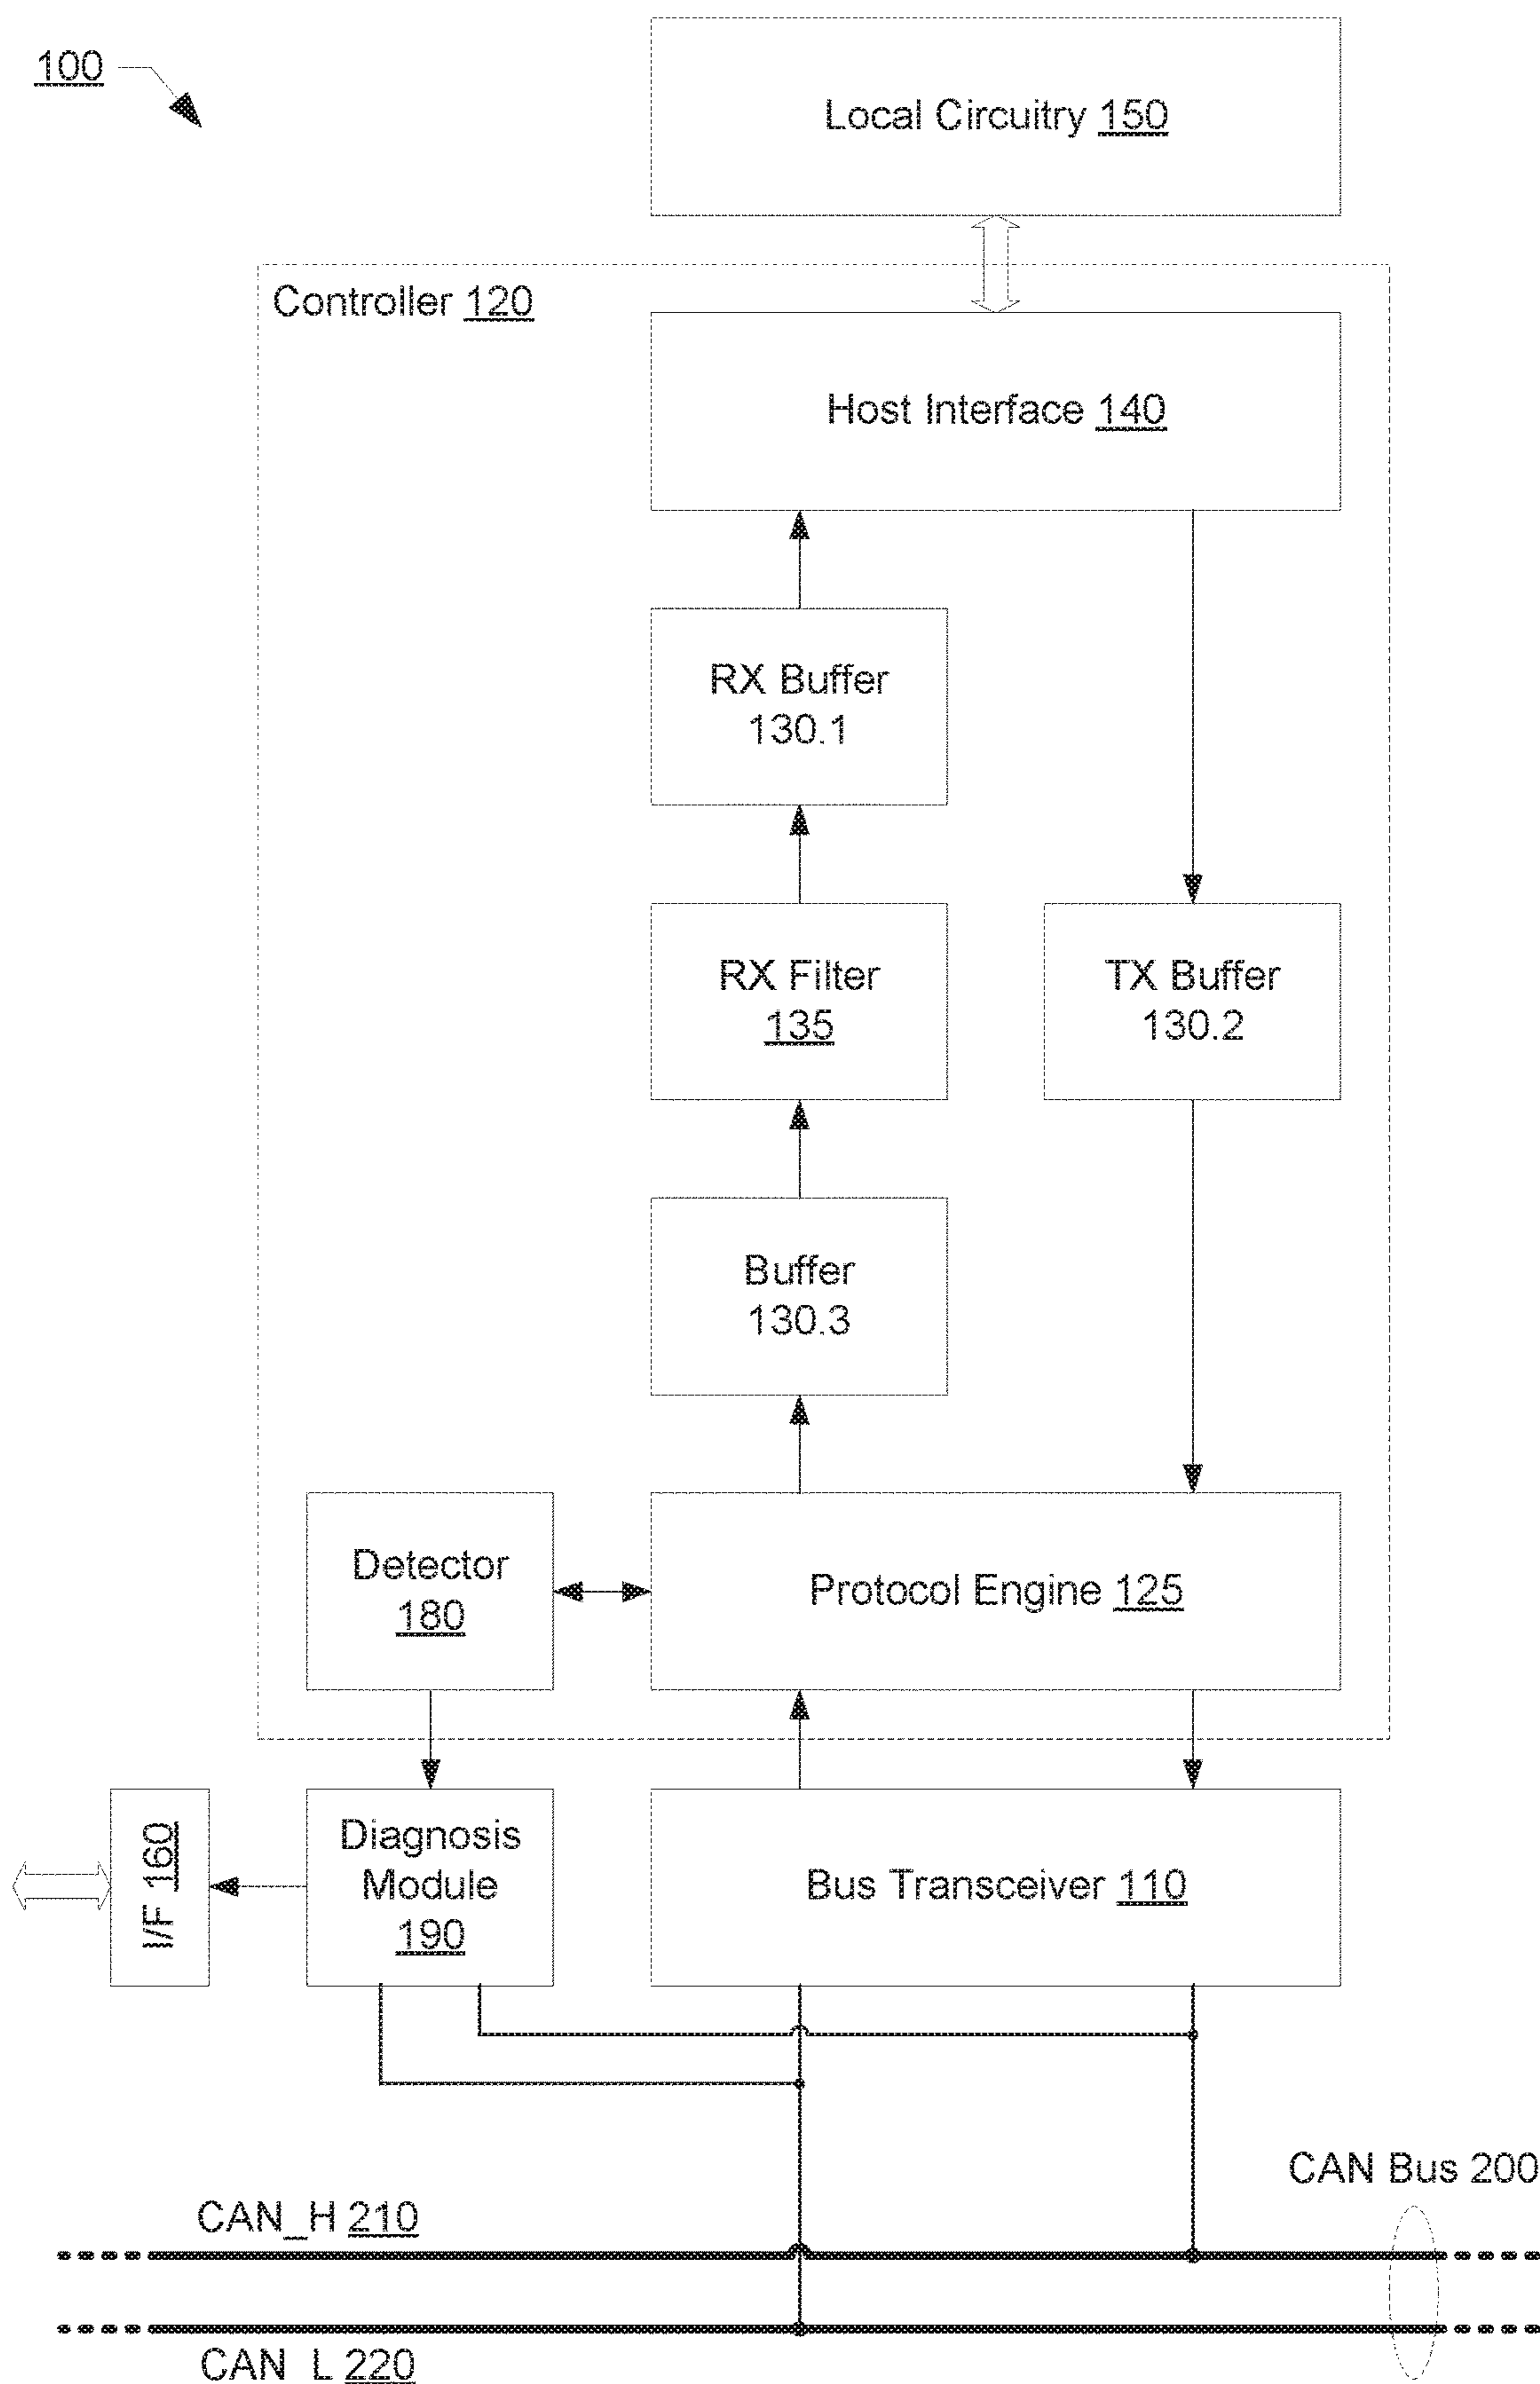 100
Local Circuitry 150
Controller 120
Host Interface 140
RX Buffer
130.1
RX Filter
135
TX Buffer
130.2
Buffer
130.3
Detector
180
Protocol Engine 125
I/F 160
Diagnosis
Module
190
Bus Transceiver 110
CAN Bus 200
CAN_H 210
CAN_L 220